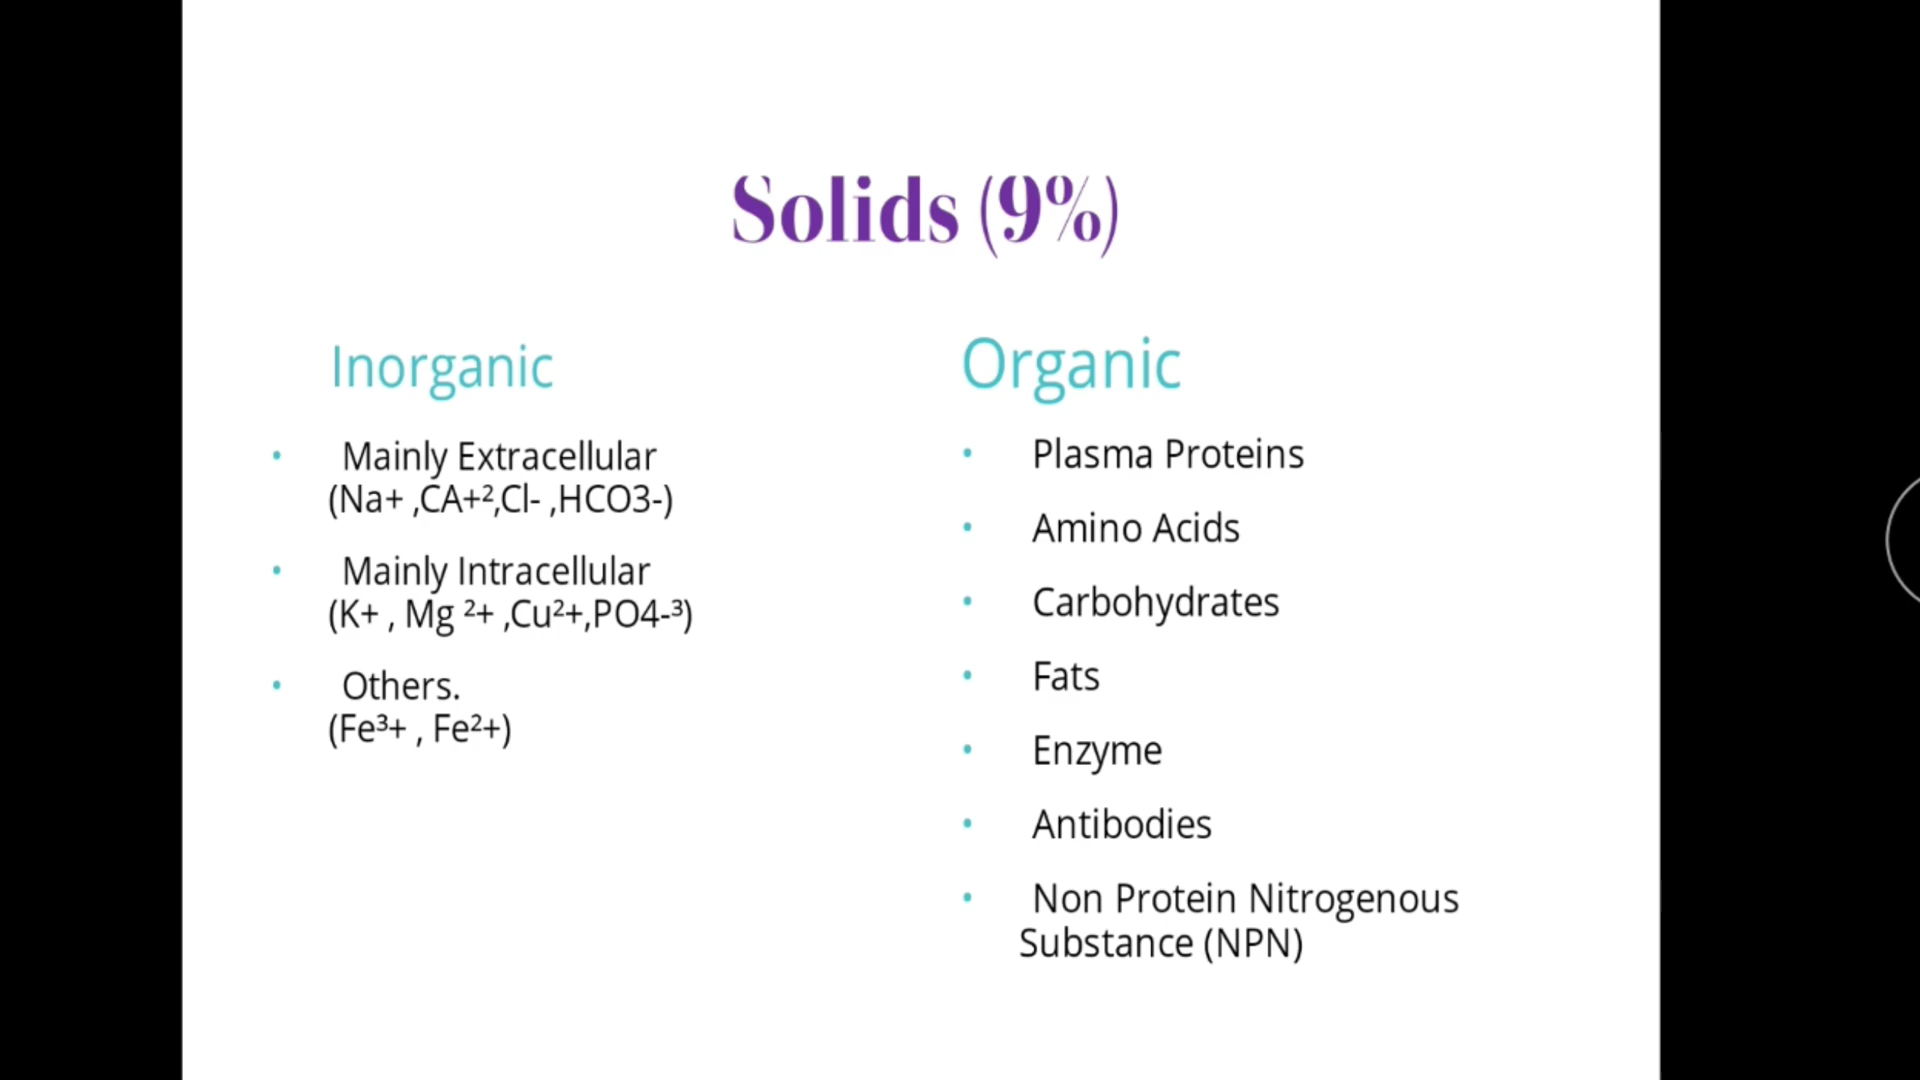 Solids (9%)
Inorganic
• Mainly Extracellular
(Na+ ,CA+²,Cl- ,HCO3-)
• Mainly Intracellular
(K+ , Mg ²+ ,Cu²+,PO4-³)
• Others.
(Fe³+ , Fe²+)
Organic
• Plasma Proteins
• Amino Acids
• Carbohydrates
• Fats
• Enzyme
• Antibodies
• Non Protein Nitrogenous
Substance (NPN)